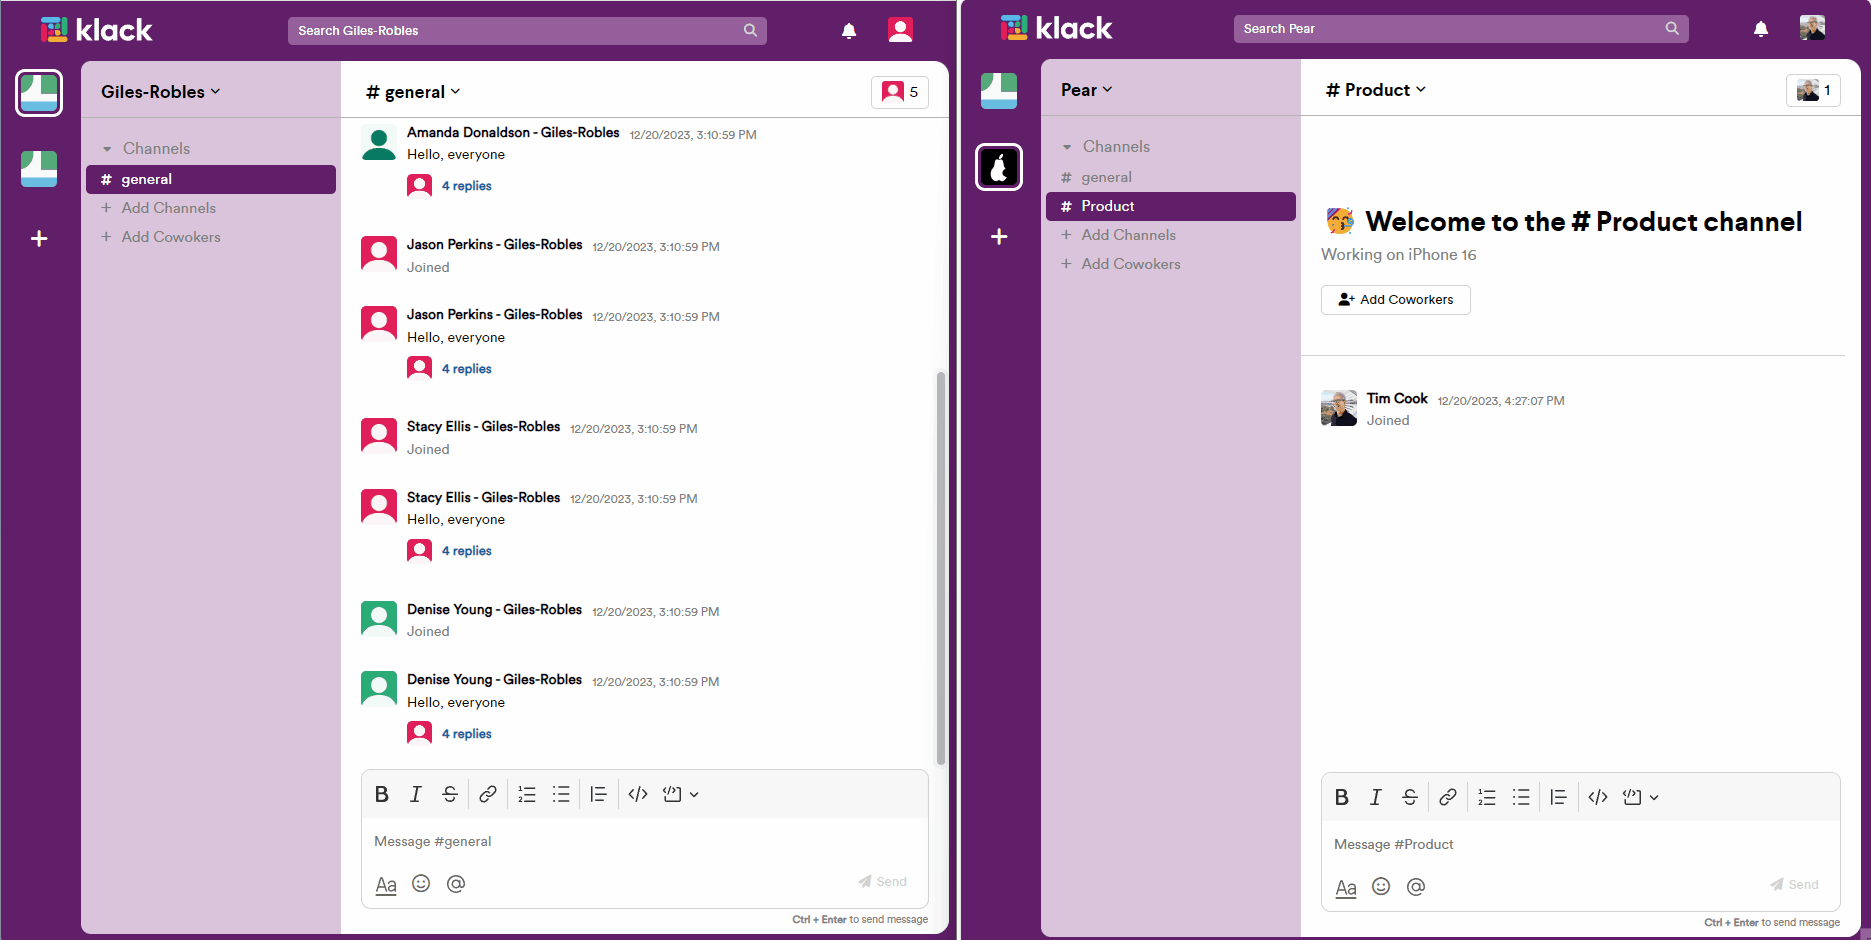 klack
Search Giles-Robles
Giles-Robles
# general
5
Channels
# general
+ Add Channels
+ Add Cowokers
Amanda Donaldson - Giles-Robles 12/20/2023, 3:10:59 PM
Hello, everyone
4 replies
Jason Perkins - Giles-Robles 12/20/2023, 3:10:59 PM
Joined
Jason Perkins - Giles-Robles 12/20/2023, 3:10:59 PM
Hello, everyone
4 replies
Stacy Ellis - Giles-Robles 12/20/2023, 3:10:59 PM
Joined
Stacy Ellis - Giles-Robles 12/20/2023, 3:10:59 PM
Hello, everyone
4 replies
Denise Young - Giles-Robles 12/20/2023, 3:10:59 PM
Joined
Denise Young - Giles-Robles 12/20/2023, 3:10:59 PM
Hello, everyone
4 replies
B I S
Message #general
Aa @
Send
Ctrl + Enter to send message
klack
Search Pear
Pear
# Product
1
Channels
# general
# Product
+ Add Channels
+ Add Cowokers
🥳 Welcome to the # Product channel
Working on iPhone 16
Add Coworkers
Tim Cook 12/20/2023, 4:27:07 PM
Joined
B I S
Message #Product
Aa @
Send
Ctrl + Enter to send message